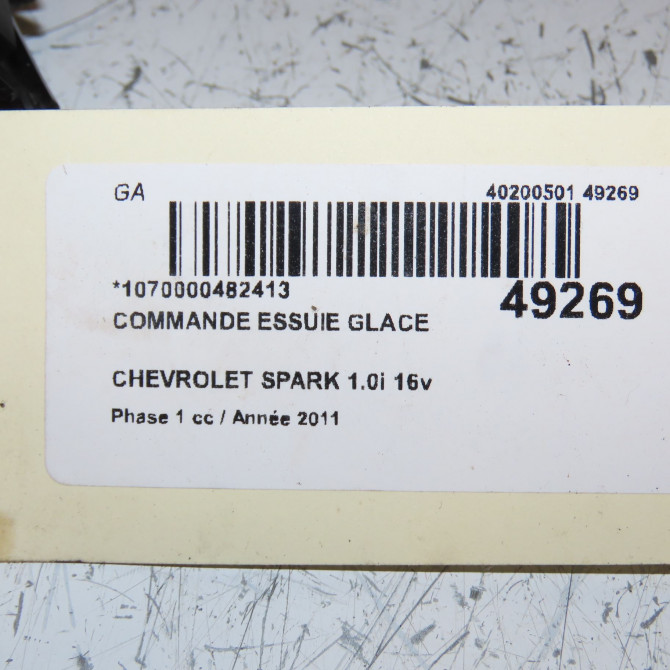 GA 40200501 49269
*1070000482413 49269
COMMANDE ESSUIE GLACE
CHEVROLET SPARK 1.0i 16v
Phase 1 cc / Année 2011